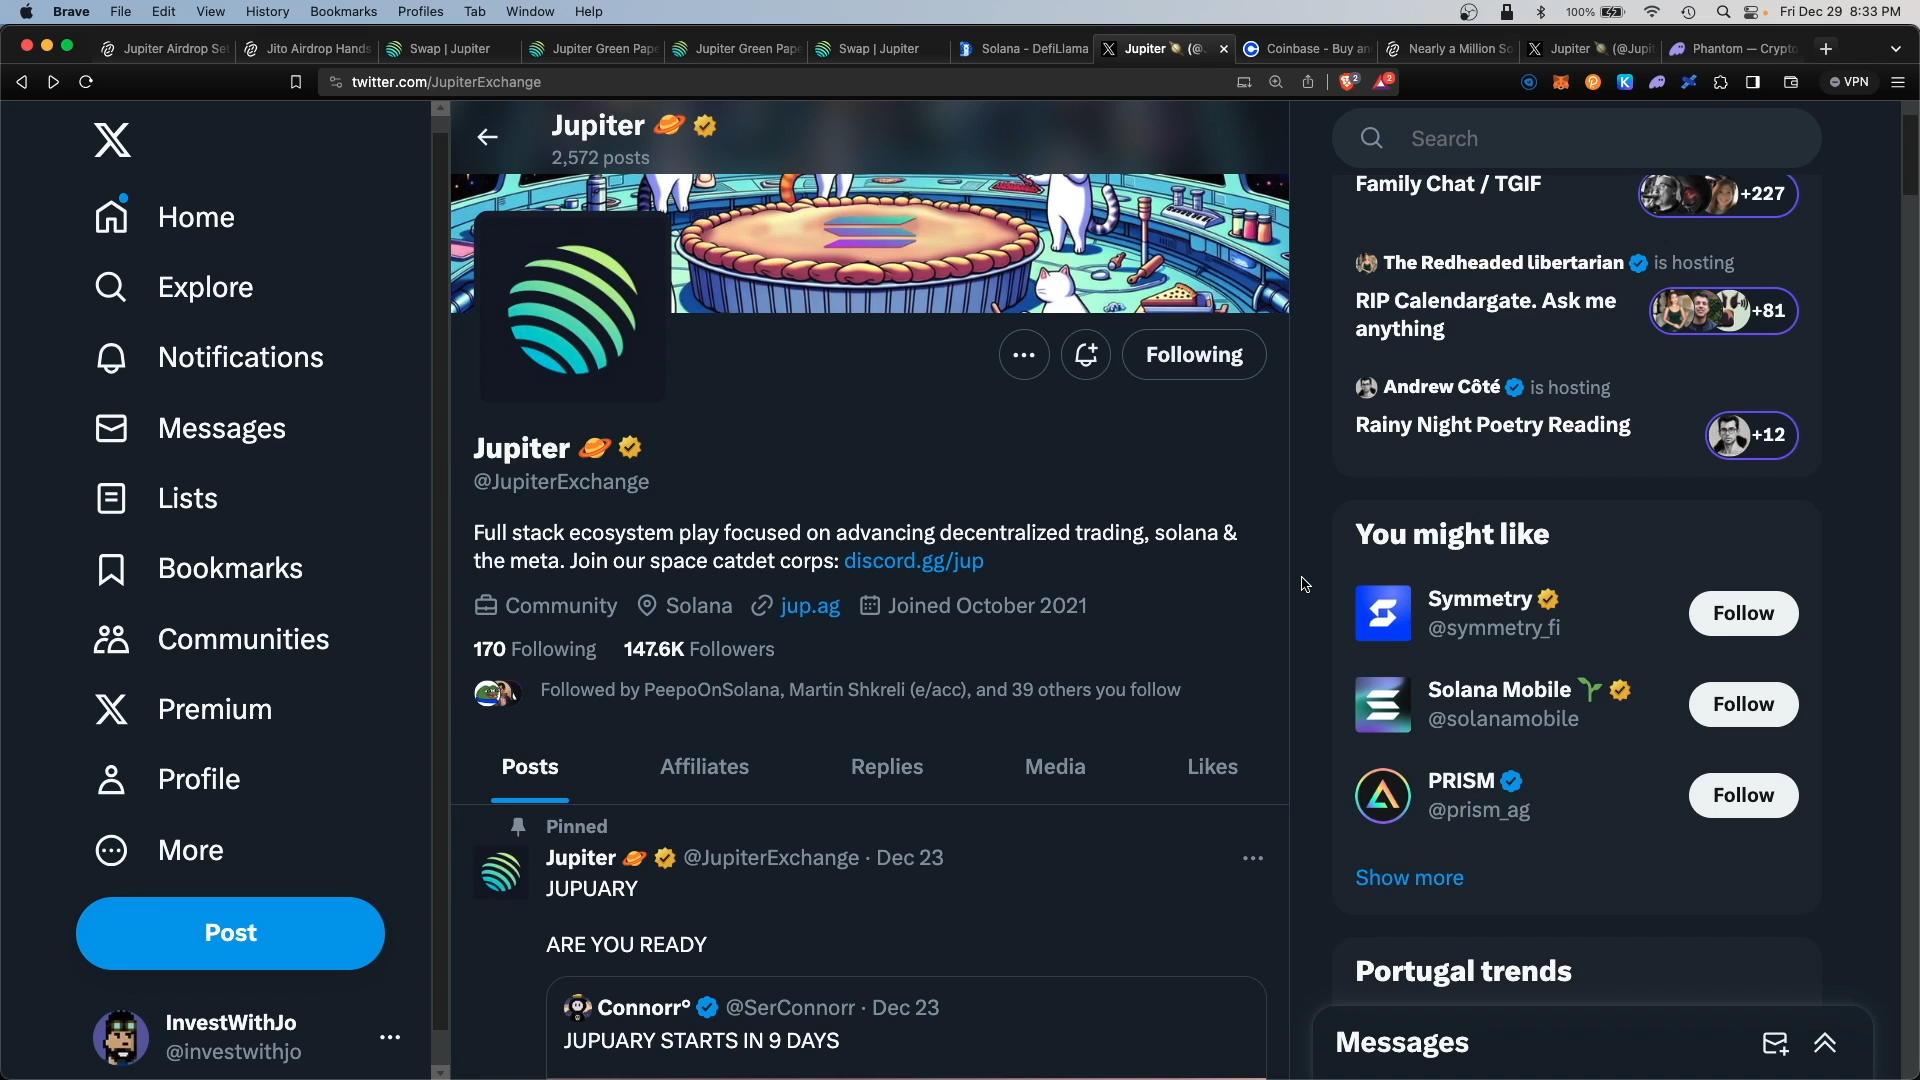 Brave File Edit View History Bookmarks Profiles Tab Window Help
100% Fri Dec 29 8:33 PM
Jupiter Airdrop Se
Jito Airdrop Hands
Swap | Jupiter
Jupiter Green Pape
Jupiter Green Pape
Swap | Jupiter
Solana - DefiLlama
Jupiter 🪐 (@
Coinbase - Buy an
Nearly a Million So
Jupiter 🪐 (@Jupit
Phantom — Crypto
twitter.com/JupiterExchange
2
2
VPN
Home
Explore
Notifications
Messages
Lists
Bookmarks
Communities
Premium
Profile
More
Post
InvestWithJo
@investwithjo
Jupiter 🪐
2,572 posts
Following
Jupiter 🪐
@JupiterExchange
Full stack ecosystem play focused on advancing decentralized trading, solana &
the meta. Join our space catdet corps: discord.gg/jup
Community Solana jup.ag Joined October 2021
170 Following 147.6K Followers
Followed by PeepoOnSolana, Martin Shkreli (e/acc), and 39 others you follow
Posts Affiliates Replies Media Likes
Pinned
Jupiter 🪐 @JupiterExchange · Dec 23
JUPUARY
ARE YOU READY
Connorr° @SerConnorr · Dec 23
JUPUARY STARTS IN 9 DAYS
Search
Family Chat / TGIF
+227
The Redheaded libertarian is hosting
RIP Calendargate. Ask me
anything
+81
Andrew Côté is hosting
Rainy Night Poetry Reading
+12
You might like
Symmetry
@symmetry_fi
Follow
Solana Mobile 🌱
@solanamobile
Follow
PRISM
@prism_ag
Follow
Show more
Portugal trends
Messages